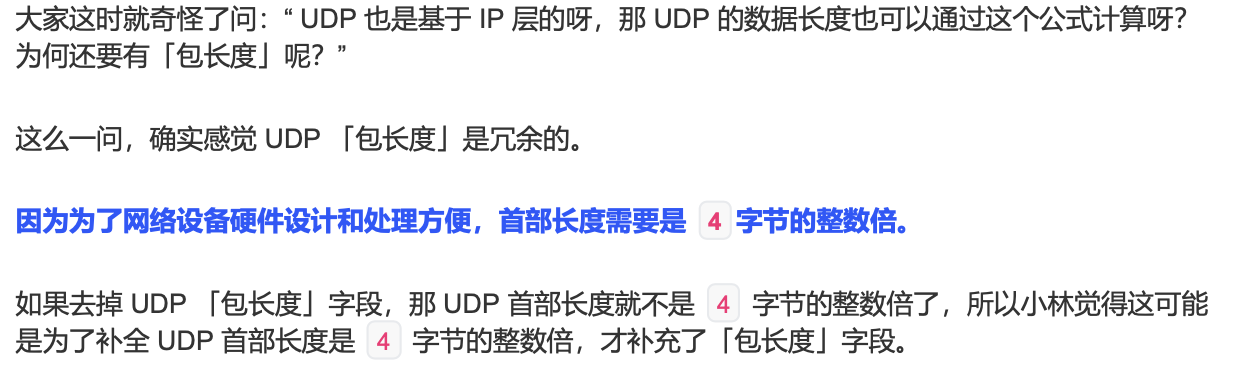 大家这时就奇怪了问：“ UDP 也是基于 IP 层的呀，那 UDP 的数据长度也可以通过这个公式计算呀？
为何还要有「包长度」呢？”
这么一问，确实感觉 UDP 「包长度」是冗余的。
因为为了网络设备硬件设计和处理方便，首部长度需要是 4 字节的整数倍。
如果去掉 UDP 「包长度」字段，那 UDP 首部长度就不是 4 字节的整数倍了，所以小林觉得这可能
是为了补全 UDP 首部长度是 4 字节的整数倍，才补充了「包长度」字段。